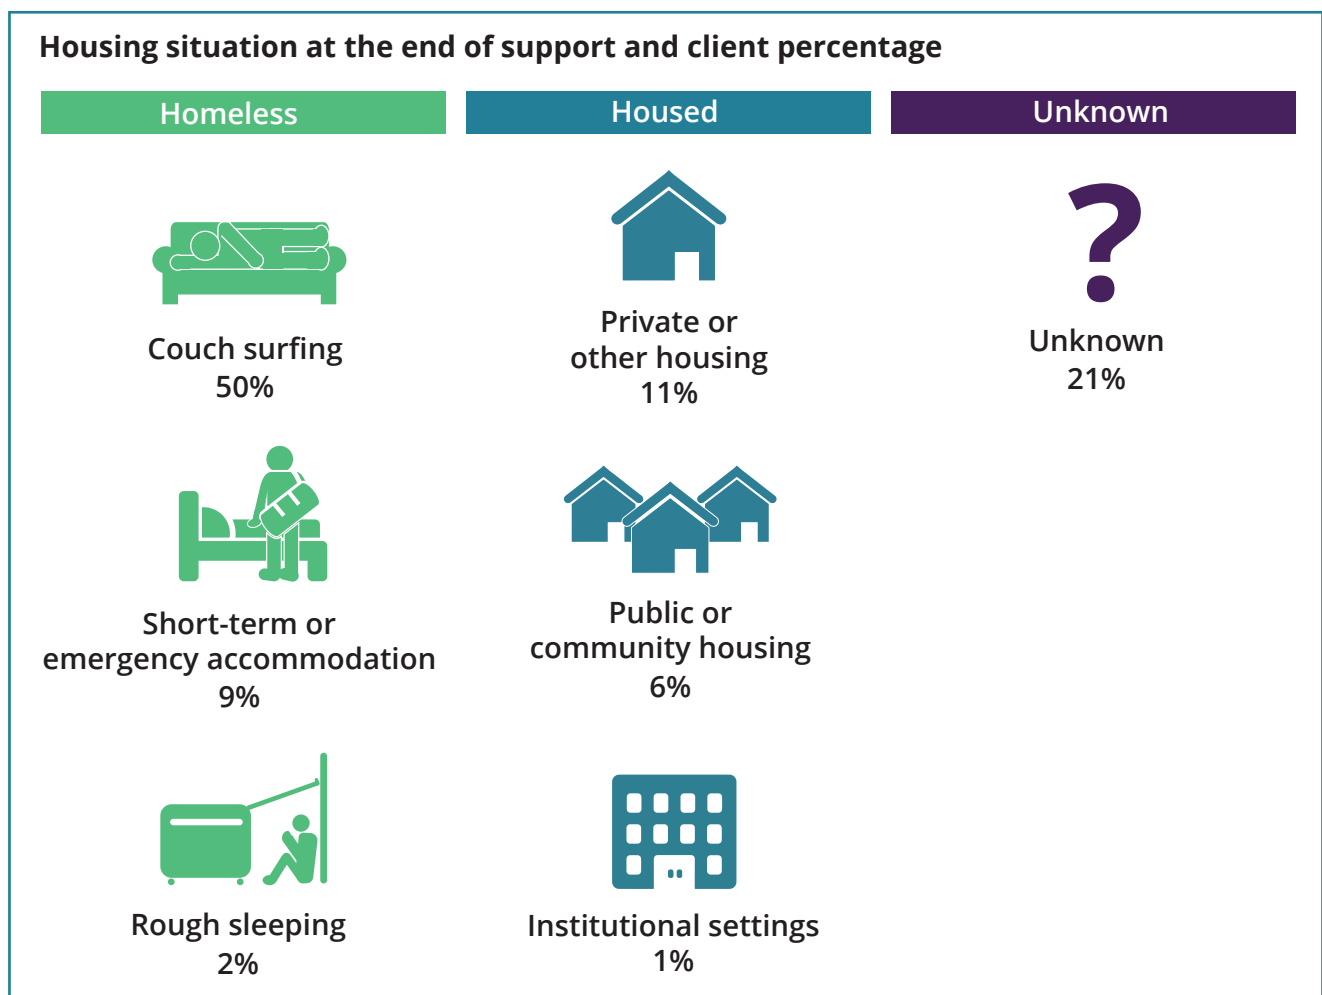 Housing situation at the end of support and client percentage
Homeless
Couch surfing
50%
Short-term or
emergency accommodation
9%
Rough sleeping
2%
Housed
Private or
other housing
11%
Public or
community housing
6%
Institutional settings
1%
Unknown
?
Unknown
21%